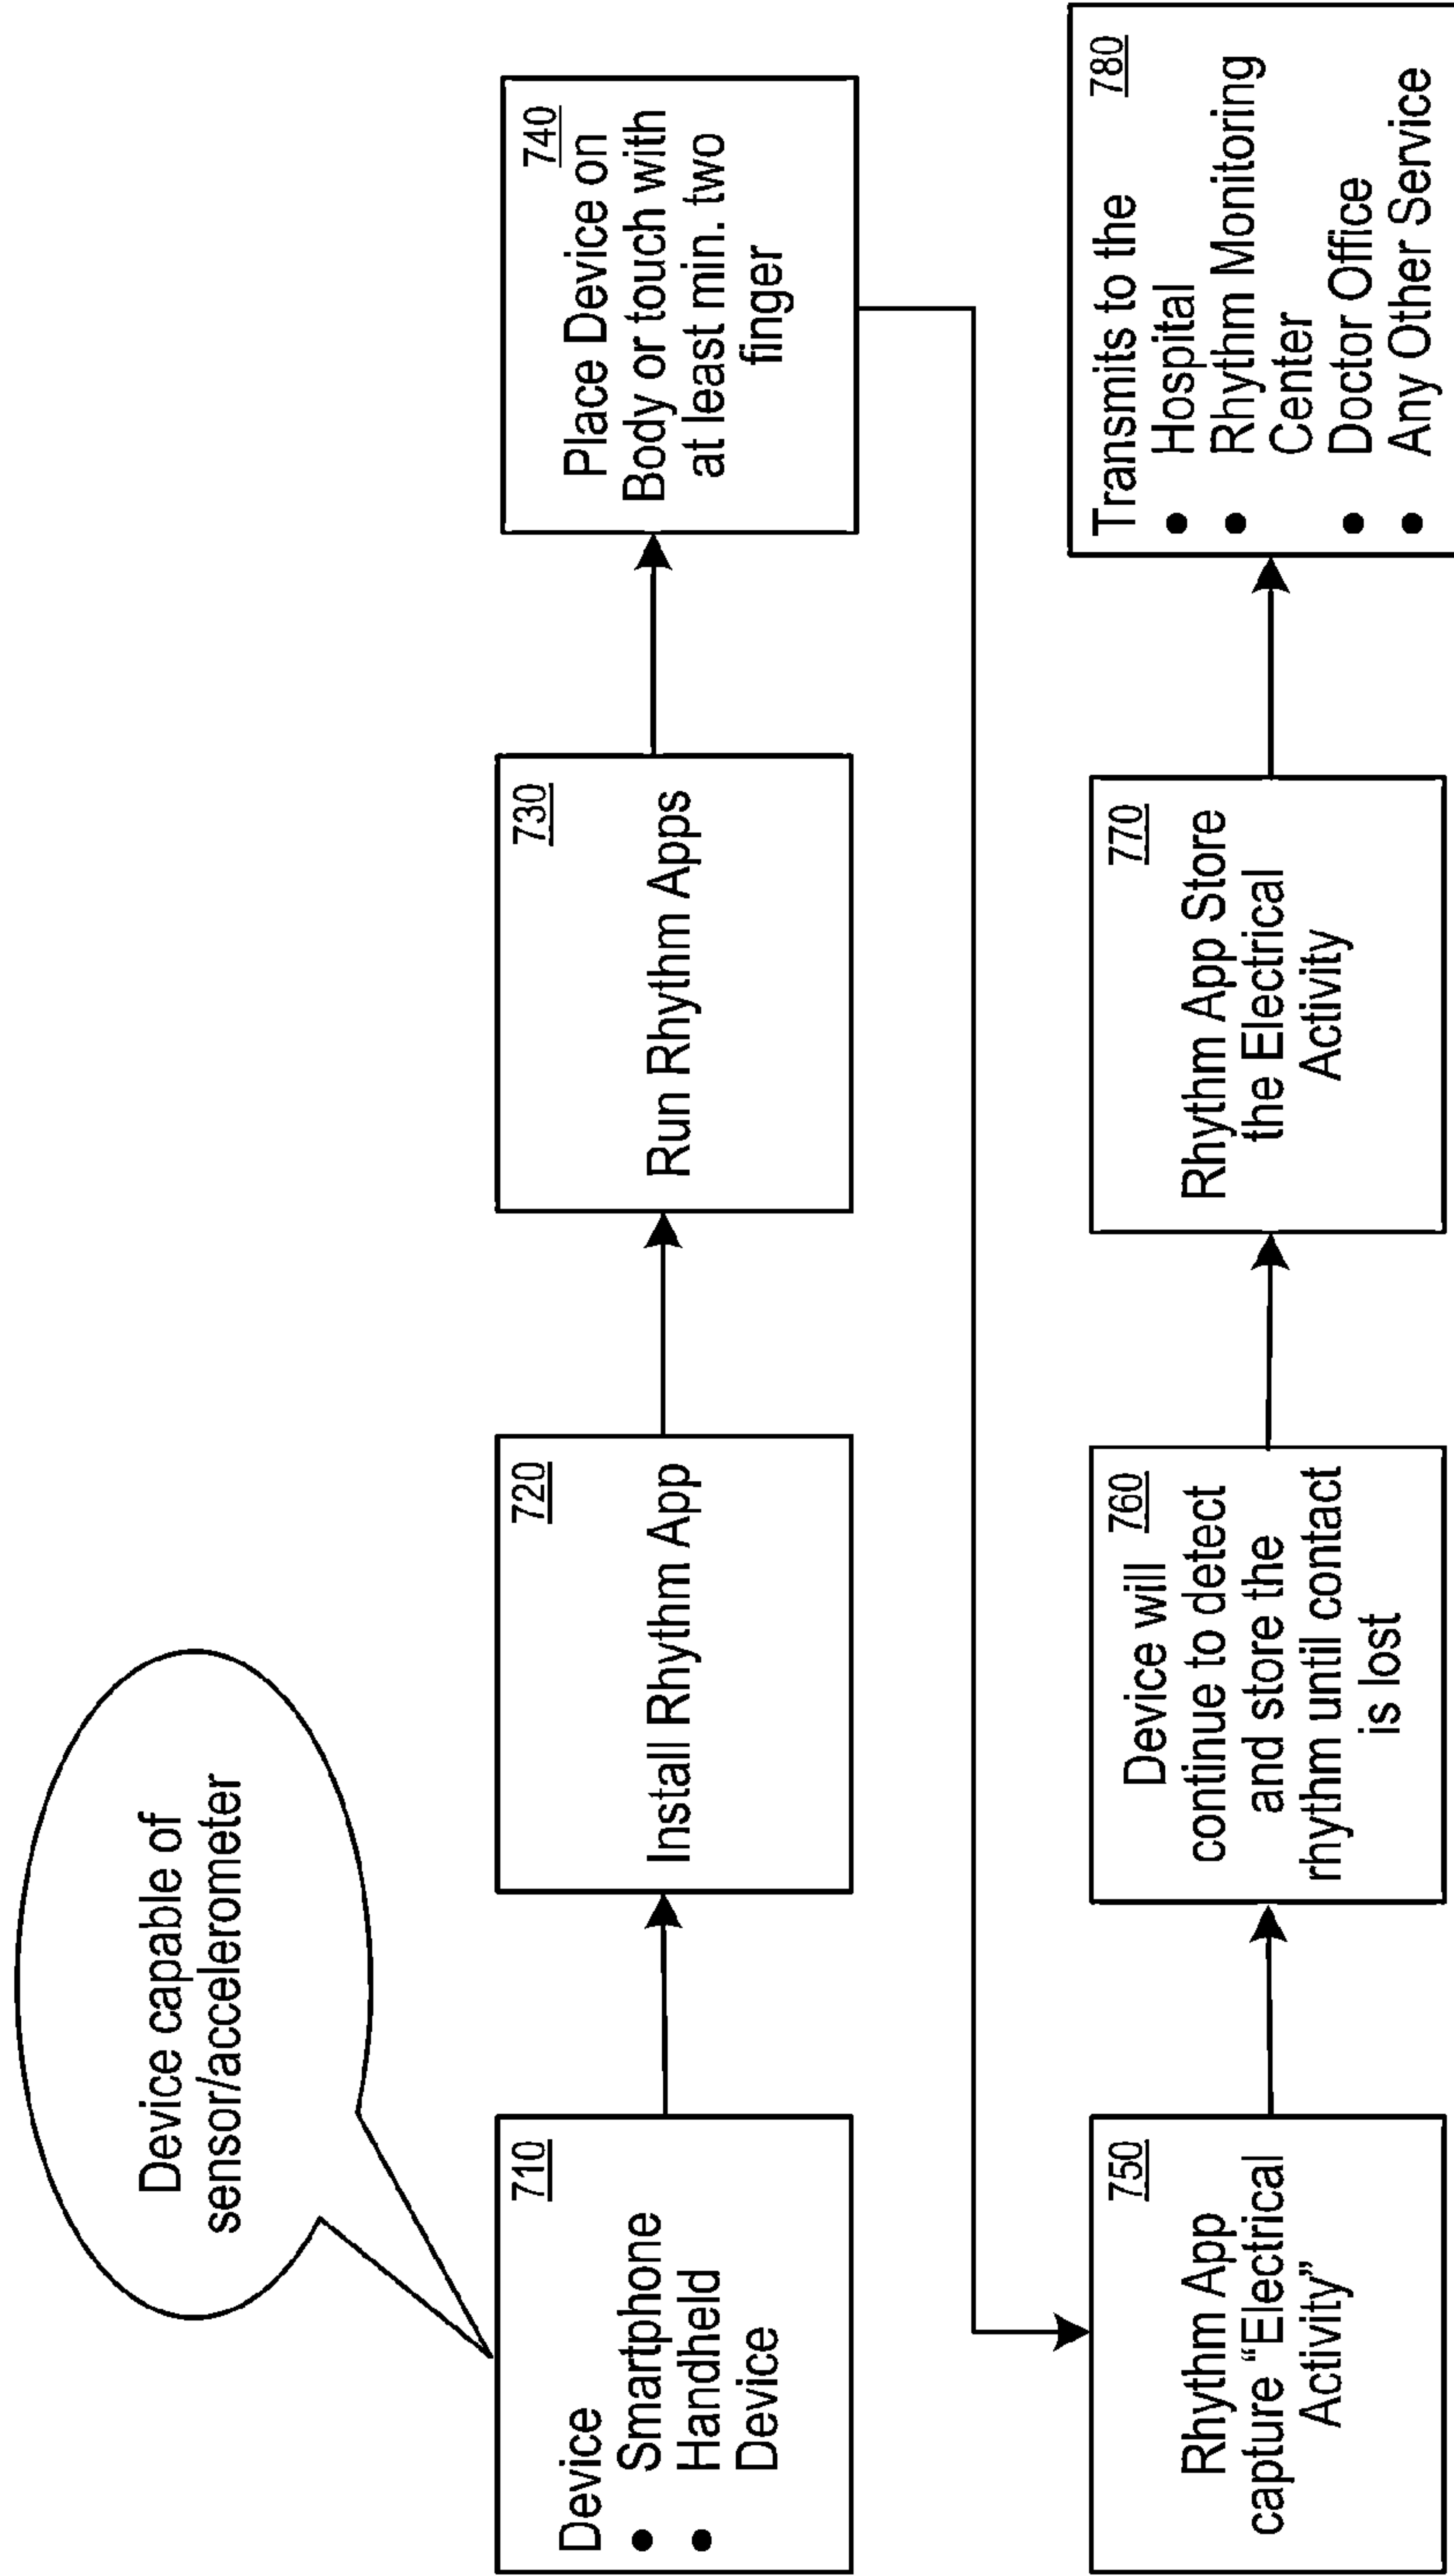 Device capable of
sensor/accelerometer
710
Device
• Smartphone
• Handheld
Device
720
Install Rhythm App
730
Run Rhythm Apps
740
Place Device on
Body or touch with
at least min. two
finger
750
Rhythm App
capture “Electrical
Activity”
Device will 760
continue to detect
and store the
rhythm until contact
is lost
770
Rhythm App Store
the Electrical
Activity
Transmits to the 780
• Hospital
• Rhythm Monitoring
Center
• Doctor Office
• Any Other Service